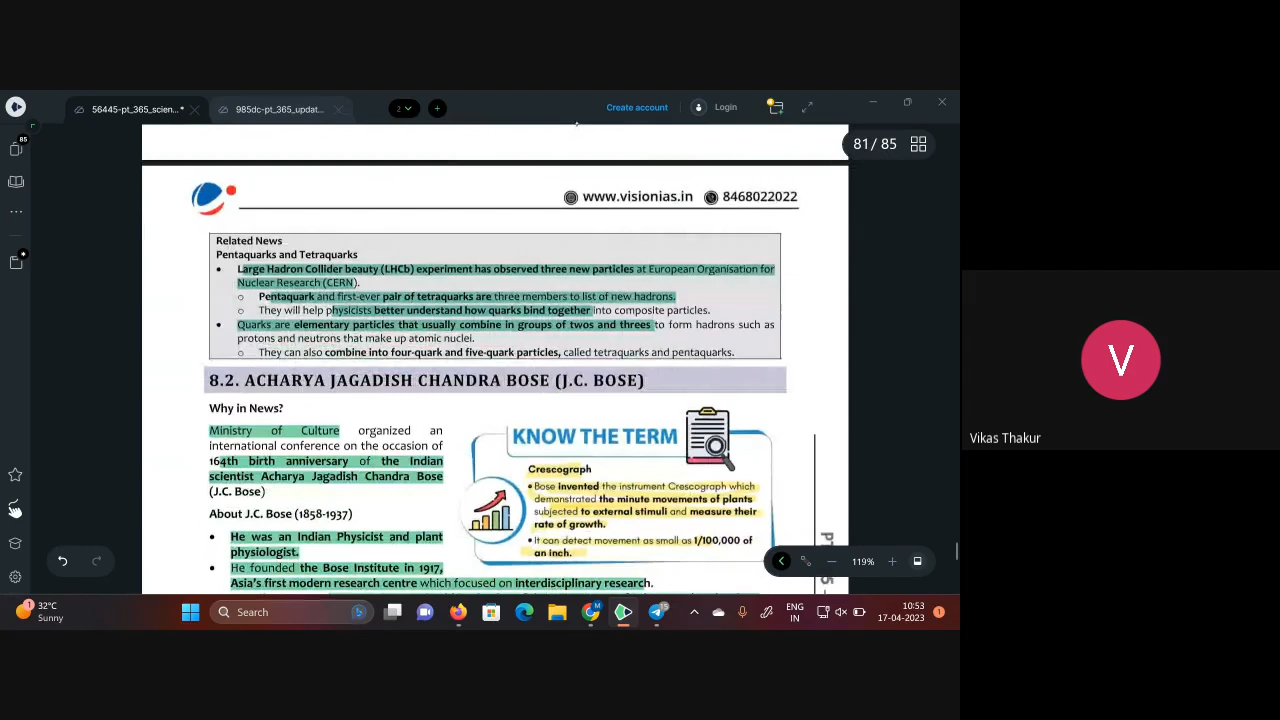 56445-pt_365_scien...*
985dc-pt_365_updat...
2
Create account
Login
85
81/ 85
www.visionias.in 8468022022
Related News
Pentaquarks and Tetraquarks
• Large Hadron Collider beauty (LHCb) experiment has observed three new particles at European Organisation for
Nuclear Research (CERN).
o Pentaquark and first-ever pair of tetraquarks are three members to list of new hadrons.
o They will help physicists better understand how quarks bind together into composite particles.
• Quarks are elementary particles that usually combine in groups of twos and threes to form hadrons such as
protons and neutrons that make up atomic nuclei.
o They can also combine into four-quark and five-quark particles, called tetraquarks and pentaquarks.
8.2. ACHARYA JAGADISH CHANDRA BOSE (J.C. BOSE)
Why in News?
Ministry of Culture organized an
international conference on the occasion of
164th birth anniversary of the Indian
scientist Acharya Jagadish Chandra Bose
(J.C. Bose)
About J.C. Bose (1858-1937)
• He was an Indian Physicist and plant
physiologist.
• He founded the Bose Institute in 1917,
Asia's first modern research centre which focused on interdisciplinary research.
KNOW THE TERM
Crescograph
• Bose invented the instrument Crescograph which
demonstrated the minute movements of plants
subjected to external stimuli and measure their
rate of growth.
• It can detect movement as small as 1/100,000 of
an inch.
119%
V
Vikas Thakur
1
32°C
Sunny
Search
M
15
ENG
IN
10:53
17-04-2023
1